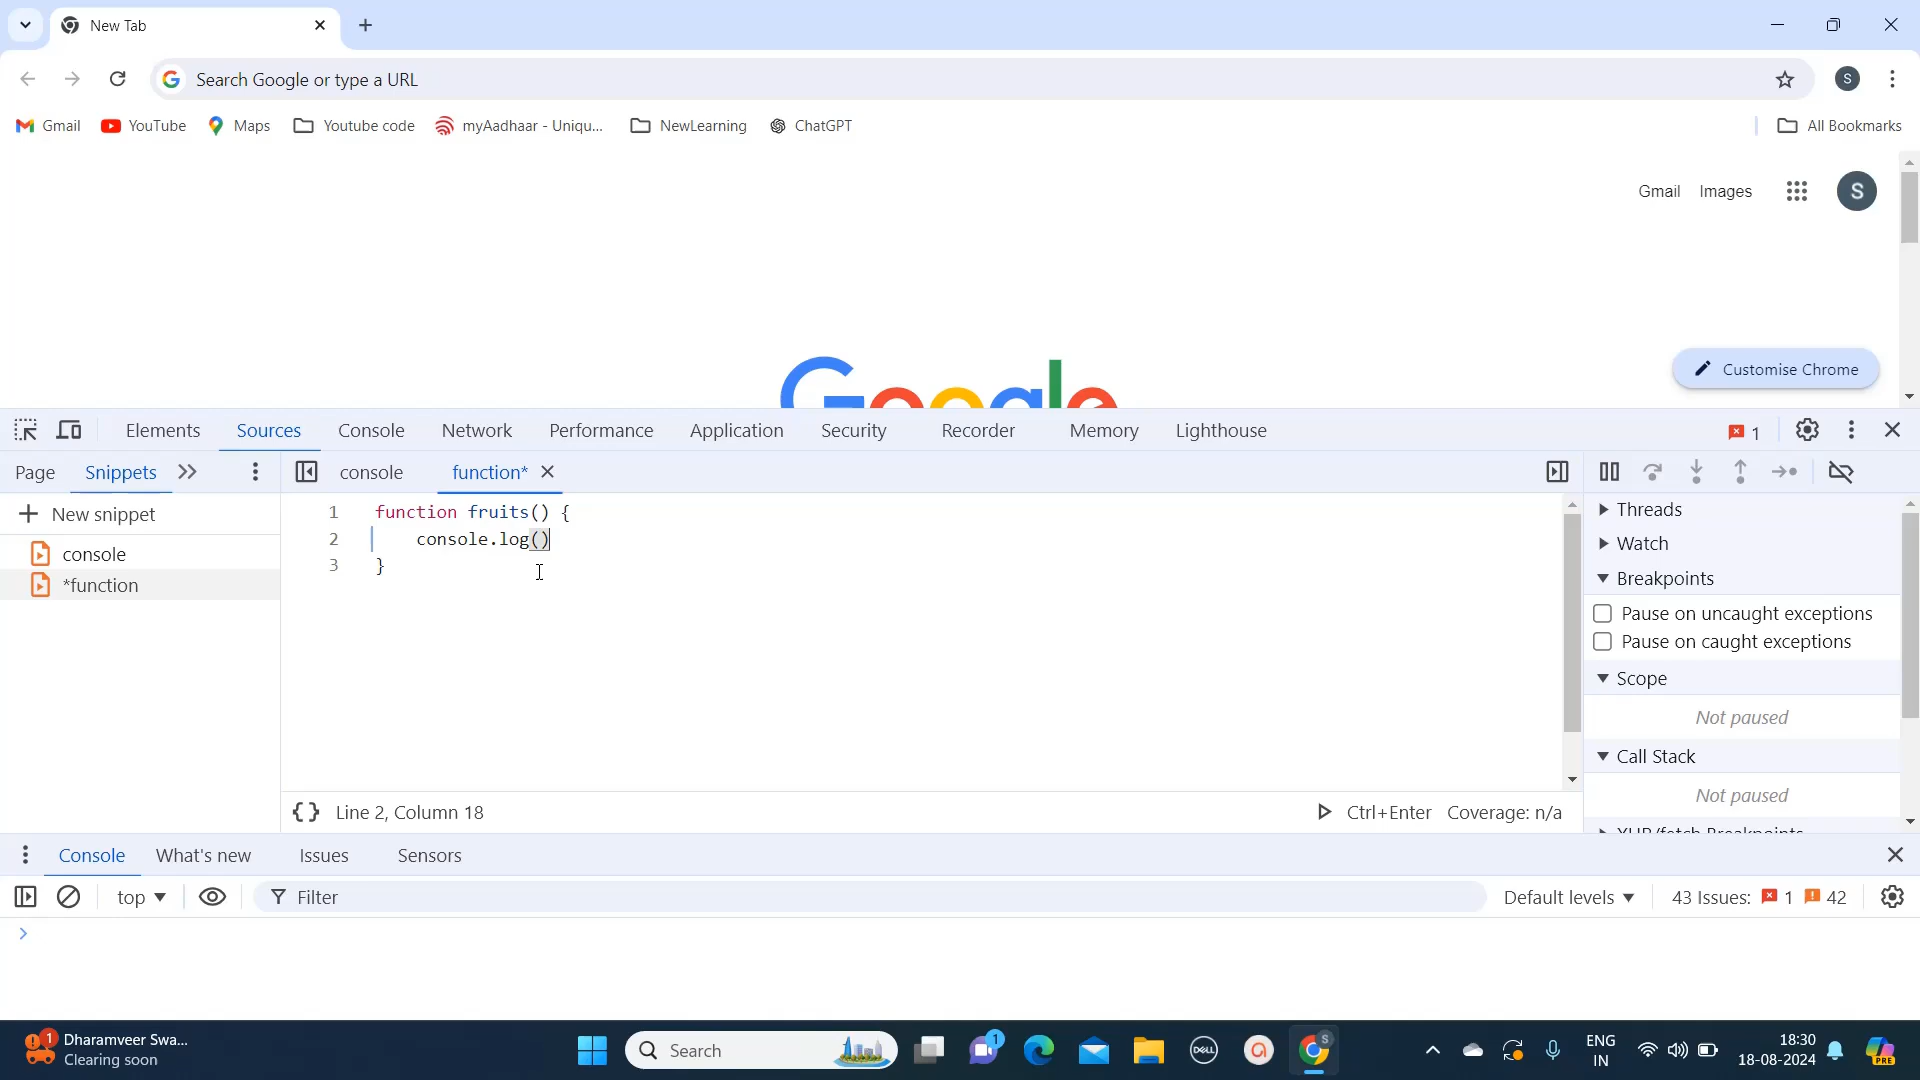 New Tab
Search Google or type a URL
S
Gmail YouTube Maps Youtube code myAadhaar - Uniqu... NewLearning ChatGPT All Bookmarks
Gmail Images S
Google
Customise Chrome
Elements Sources Console Network Performance Application Security Recorder Memory Lighthouse 1
Page Snippets console function*
New snippet
console
*function
1 function fruits() {
2 console.log()
3 }
Threads
Watch
Breakpoints
Pause on uncaught exceptions
Pause on caught exceptions
Scope
Not paused
Call Stack
Not paused
{ } Line 2, Column 18 Ctrl+Enter Coverage: n/a
Console What's new Issues Sensors
top Filter Default levels 43 Issues: 1 42
1 Dharamveer Swa...
Clearing soon
Search
1
DELL
S
ENG
IN
18:30
18-08-2024
PRE